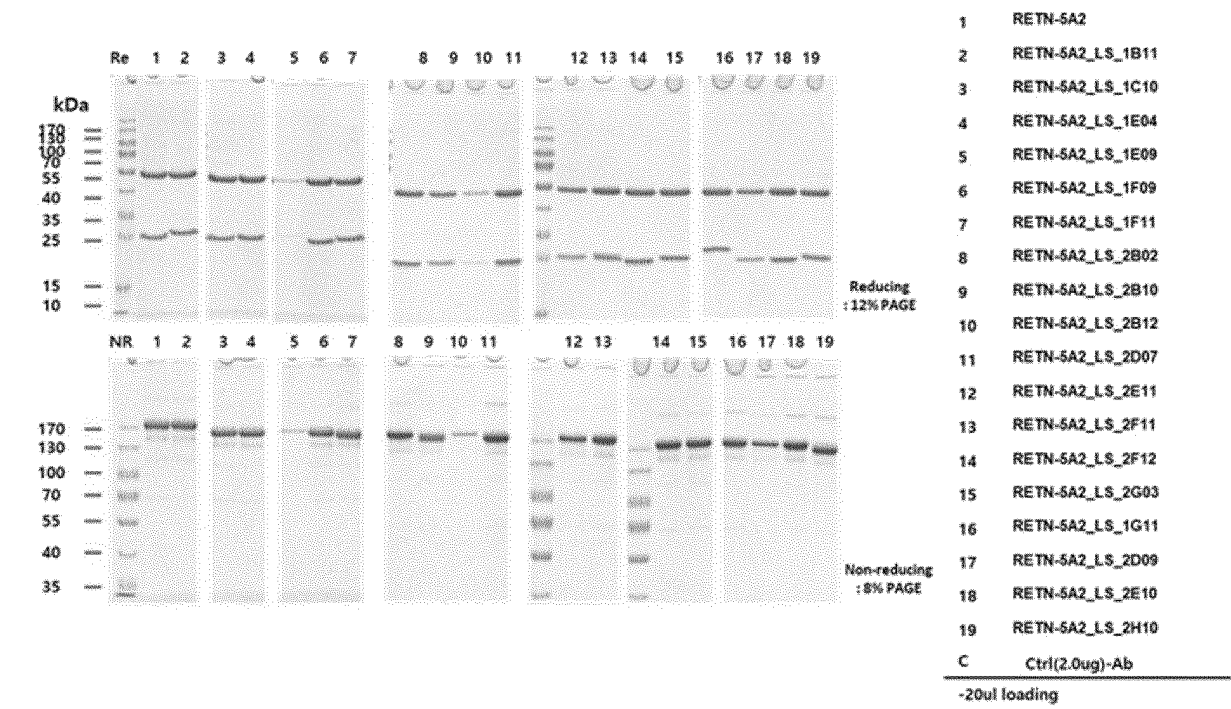 Re 1 2 3 4 5 6 7 8 9 10 11 12 13 14 15 16 17 18 19
kDa
170
130
100
70
55
40
35
25
15
10
Reducing
: 12% PAGE
NR 1 2 3 4 5 6 7 8 9 10 11 12 13 14 15 16 17 18 19
170
130
100
70
55
40
35
Non-reducing
: 8% PAGE
1 RETN-5A2
2 RETN-5A2_LS_1B11
3 RETN-5A2_LS_1C10
4 RETN-5A2_LS_1E04
5 RETN-5A2_LS_1E09
6 RETN-5A2_LS_1F09
7 RETN-5A2_LS_1F11
8 RETN-5A2_LS_2B02
9 RETN-5A2_LS_2B10
10 RETN-5A2_LS_2B12
11 RETN-5A2_LS_2D07
12 RETN-5A2_LS_2E11
13 RETN-5A2_LS_2F11
14 RETN-5A2_LS_2F12
15 RETN-5A2_LS_2G03
16 RETN-5A2_LS_1G11
17 RETN-5A2_LS_2D09
18 RETN-5A2_LS_2E10
19 RETN-5A2_LS_2H10
C Ctrl(2.0ug)-Ab
-20ul loading